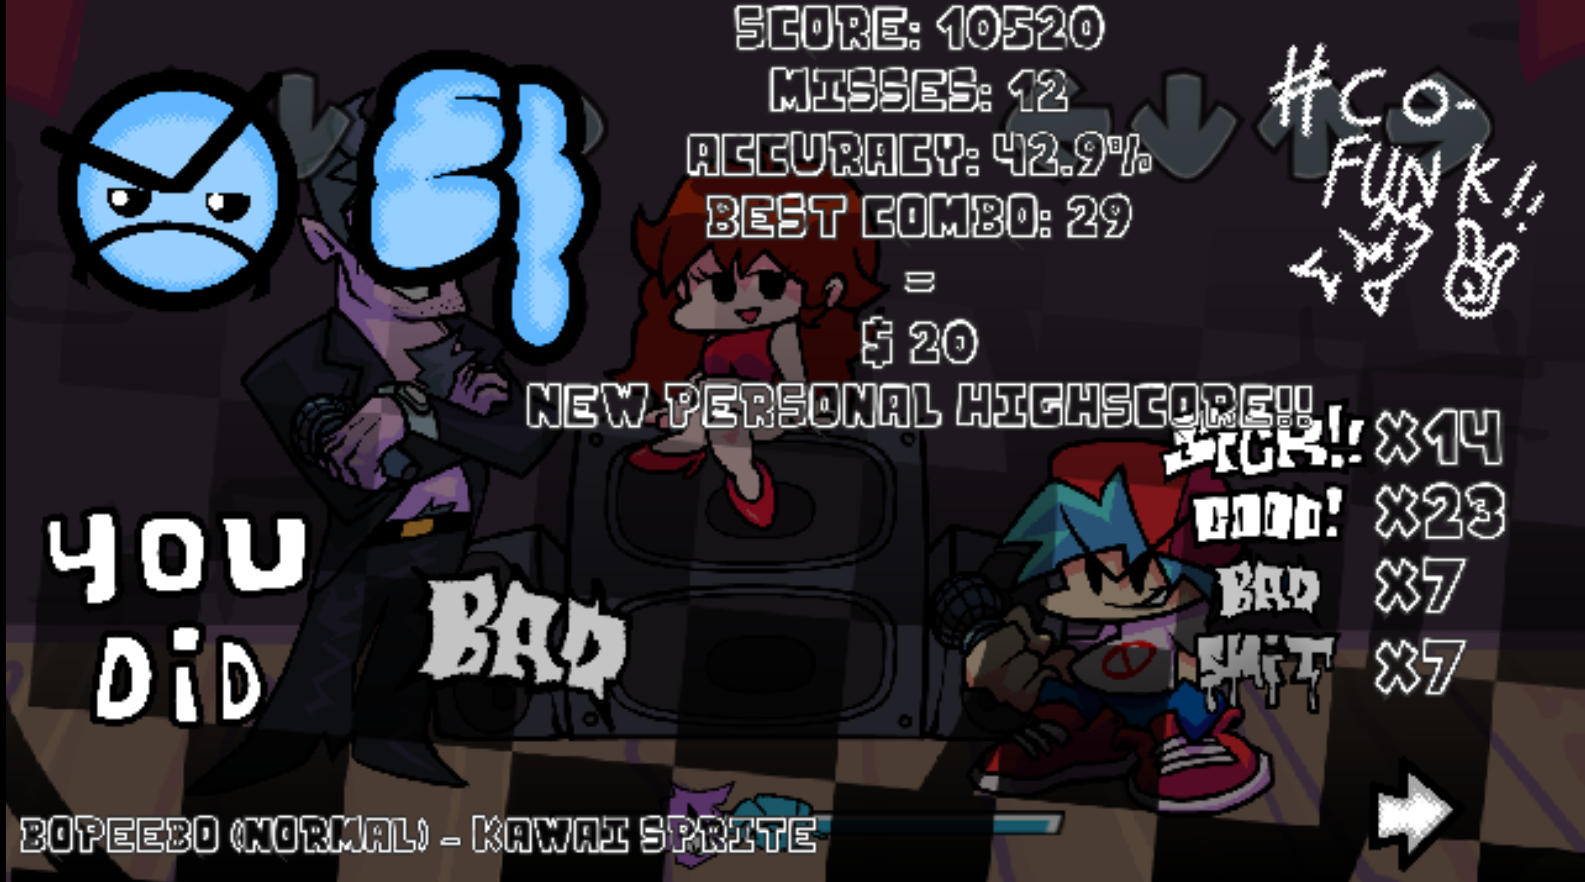 SCORE: 10520
MISSES: 12
ACCURACY: 42.9%
BEST COMBO: 29
=
$ 20
NEW PERSONAL HIGHSCORE!!
#CO-
FUNK!!
SICK!! X14
GOOD! X23
BAD X7
SHIT X7
YOU
DiD
BAD
BOPEEBO (NORMAL) - KAWAI SPRITE